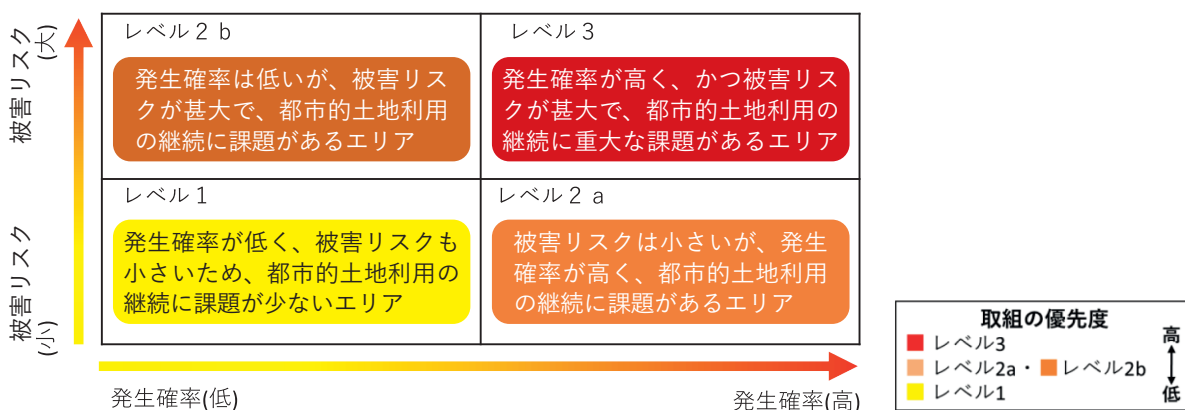 被害リスク
(大)
レベル2 b
発生確率は低いが、被害リス
クが甚大で、都市的土地利用
の継続に課題があるエリア
レベル3
発生確率が高く、かつ被害リスク
が甚大で、都市的土地利用の
継続に重大な課題があるエリア
被害リスク
(小)
レベル1
発生確率が低く、被害リスクも
小さいため、都市的土地利用の
継続に課題が少ないエリア
レベル2 a
被害リスクは小さいが、発生
確率が高く、都市的土地利用
の継続に課題があるエリア
発生確率(低)
発生確率(高)
取組の優先度
レベル3
レベル2a・レベル2b
レベル1
高
低